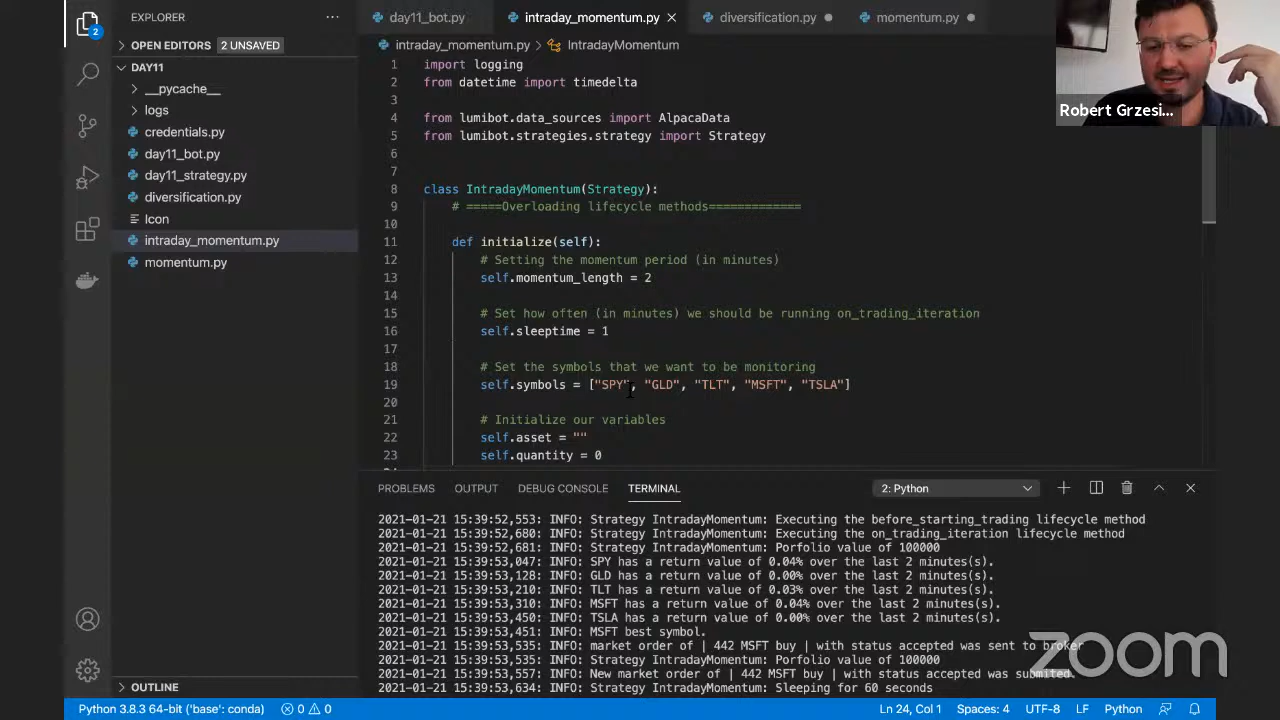 EXPLORER
OPEN EDITORS 2 UNSAVED
DAY11
__pycache__
logs
credentials.py
day11_bot.py
day11_strategy.py
diversification.py
Icon
intraday_momentum.py
momentum.py
OUTLINE
2
day11_bot.py intraday_momentum.py diversification.py momentum.py
intraday_momentum.py > IntradayMomentum
1 import logging
2 from datetime import timedelta
3
4 from lumibot.data_sources import AlpacaData
5 from lumibot.strategies.strategy import Strategy
6
7
8 class IntradayMomentum(Strategy):
9 # =====Overloading lifecycle methods=============
10
11 def initialize(self):
12 # Setting the momentum period (in minutes)
13 self.momentum_length = 2
14
15 # Set how often (in minutes) we should be running on_trading_iteration
16 self.sleeptime = 1
17
18 # Set the symbols that we want to be monitoring
19 self.symbols = ["SPY", "GLD", "TLT", "MSFT", "TSLA"]
20
21 # Initialize our variables
22 self.asset = ""
23 self.quantity = 0
Robert Grzesi...
PROBLEMS OUTPUT DEBUG CONSOLE TERMINAL 2: Python
2021-01-21 15:39:52,553: INFO: Strategy IntradayMomentum: Executing the before_starting_trading lifecycle method
2021-01-21 15:39:52,680: INFO: Strategy IntradayMomentum: Executing the on_trading_iteration lifecycle method
2021-01-21 15:39:52,681: INFO: Strategy IntradayMomentum: Porfolio value of 100000
2021-01-21 15:39:53,047: INFO: SPY has a return value of 0.04% over the last 2 minutes(s).
2021-01-21 15:39:53,128: INFO: GLD has a return value of 0.00% over the last 2 minutes(s).
2021-01-21 15:39:53,210: INFO: TLT has a return value of 0.03% over the last 2 minutes(s).
2021-01-21 15:39:53,310: INFO: MSFT has a return value of 0.04% over the last 2 minutes(s).
2021-01-21 15:39:53,450: INFO: TSLA has a return value of 0.00% over the last 2 minutes(s).
2021-01-21 15:39:53,451: INFO: MSFT best symbol.
2021-01-21 15:39:53,535: INFO: market order of | 442 MSFT buy | with status accepted was sent to broker
2021-01-21 15:39:53,535: INFO: Strategy IntradayMomentum: Porfolio value of 100000
2021-01-21 15:39:53,557: INFO: New market order of | 442 MSFT buy | with status accepted was submited.
2021-01-21 15:39:53,634: INFO: Strategy IntradayMomentum: Sleeping for 60 seconds
zoom
Python 3.8.3 64-bit ('base': conda) 0 0 Ln 24, Col 1 Spaces: 4 UTF-8 LF Python